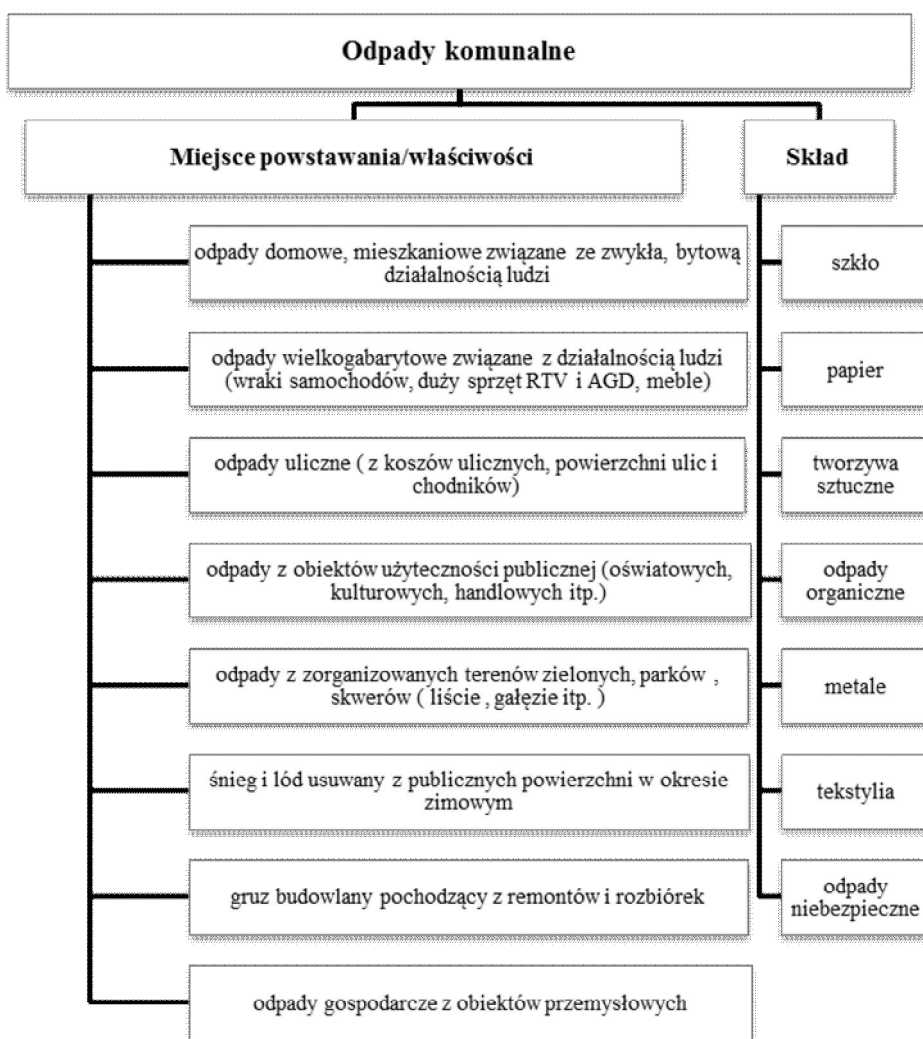 Odpady komunalne
Miejsce powstawania/właściwości
odpady domowe, mieszkaniowe związane ze zwykła, bytową
działalnością ludzi
odpady wielkogabarytowe związane z działalnością ludzi
(wraki samochodów, duży sprzęt RTV i AGD, meble)
odpady uliczne ( z koszów ulicznych, powierzchni ulic i
chodników)
odpady z obiektów użyteczności publicznej (oświatowych,
kulturowych, handlowych itp.)
odpady z zorganizowanych terenów zielonych, parków ,
skwerów ( liście , gałęzie itp. )
śnieg i lód usuwany z publicznych powierzchni w okresie
zimowym
gruz budowlany pochodzący z remontów i rozbiórek
odpady gospodarcze z obiektów przemysłowych
Skład
szkło
papier
tworzywa
sztuczne
odpady
organiczne
metale
tekstylia
odpady
niebezpieczne